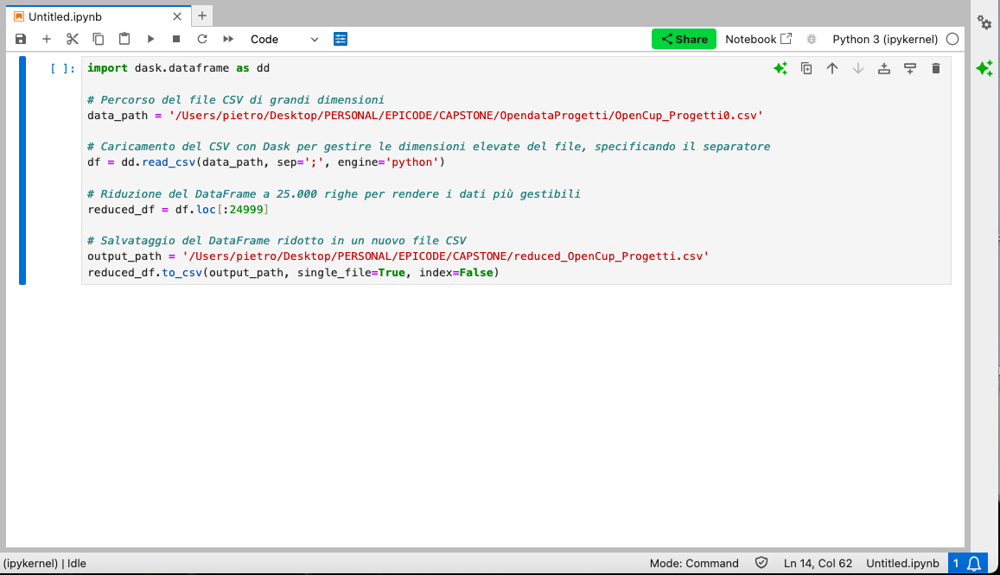 Untitled.ipynb
Code
Share
Notebook
Python 3 (ipykernel)
[ ]:
import dask.dataframe as dd
# Percorso del file CSV di grandi dimensioni
data_path = '/Users/pietro/Desktop/PERSONAL/EPICODE/CAPSTONE/OpendataProgetti/OpenCup_Progetti0.csv'
# Caricamento del CSV con Dask per gestire le dimensioni elevate del file, specificando il separatore
df = dd.read_csv(data_path, sep=';', engine='python')
# Riduzione del DataFrame a 25.000 righe per rendere i dati più gestibili
reduced_df = df.loc[:24999]
# Salvataggio del DataFrame ridotto in un nuovo file CSV
output_path = '/Users/pietro/Desktop/PERSONAL/EPICODE/CAPSTONE/reduced_OpenCup_Progetti.csv'
reduced_df.to_csv(output_path, single_file=True, index=False)
(ipykernel) | Idle
Mode: Command
Ln 14, Col 62
Untitled.ipynb
1